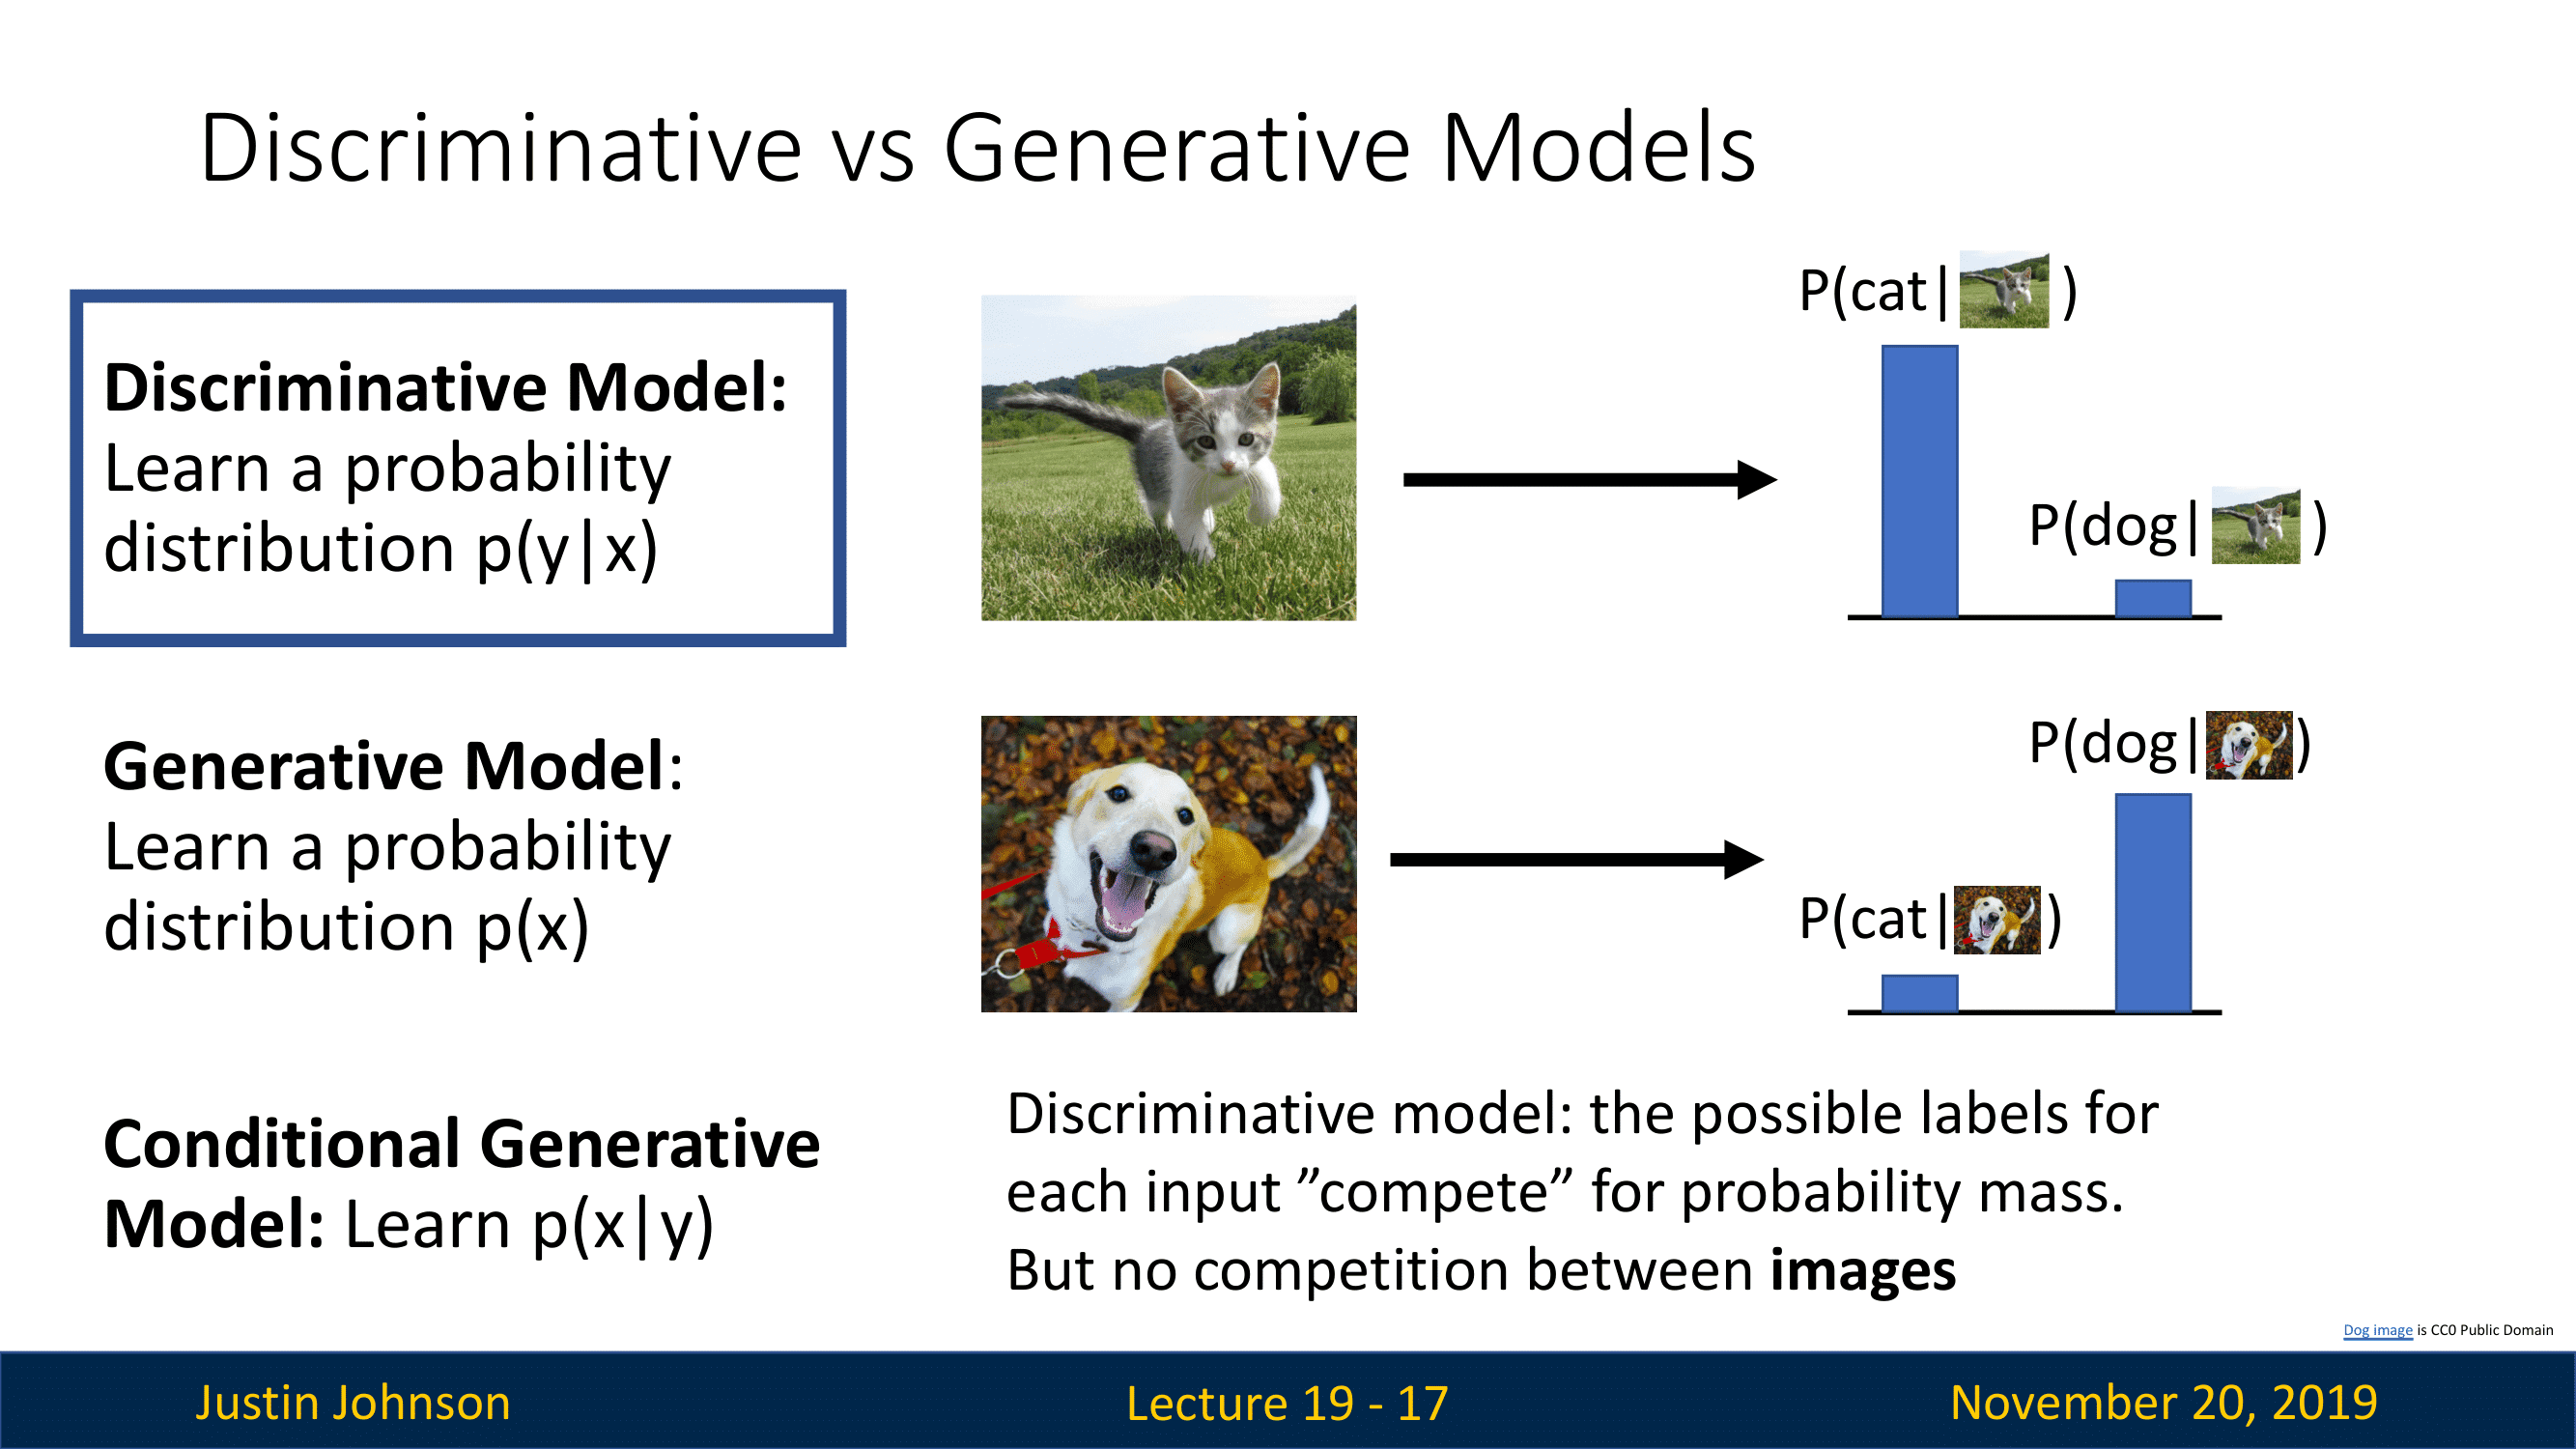 Discriminative vs Generative Models
Discriminative Model:
Learn a probability
distribution p(y|x)
Generative Model:
Learn a probability
distribution p(x)
Conditional Generative
Model: Learn p(x|y)
P(cat| )
P(dog| )
P(dog| )
P(cat| )
Discriminative model: the possible labels for
each input ”compete” for probability mass.
But no competition between images
Dog image is CC0 Public Domain
Justin Johnson
Lecture 19 - 17
November 20, 2019